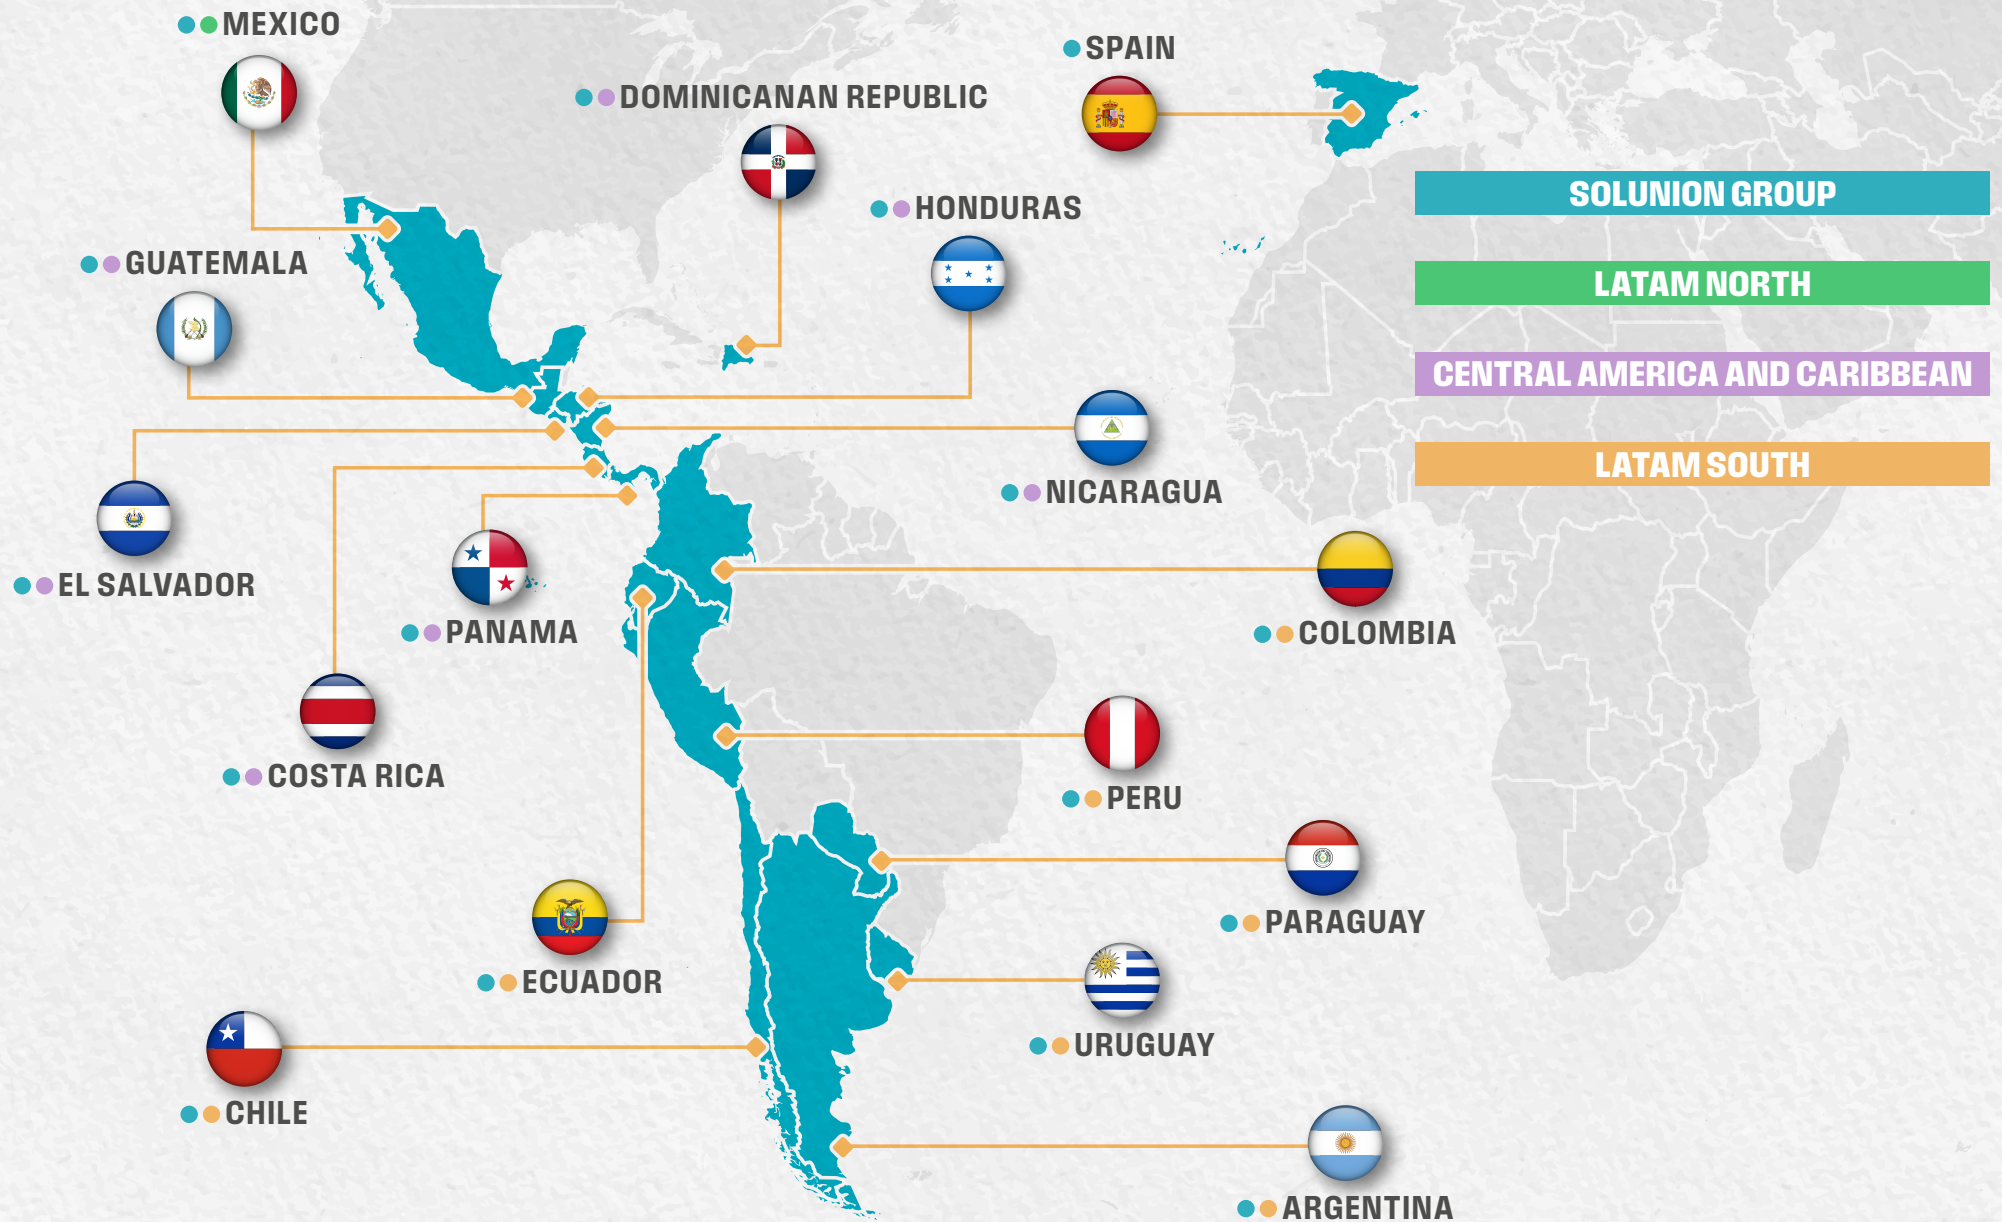 MEXICO
SPAIN
DOMINICANAN REPUBLIC
SOLUNION GROUP
HONDURAS
GUATEMALA
LATAM NORTH
CENTRAL AMERICA AND CARIBBEAN
LATAM SOUTH
NICARAGUA
EL SALVADOR
PANAMA
COLOMBIA
COSTA RICA
PERU
PARAGUAY
ECUADOR
URUGUAY
CHILE
ARGENTINA